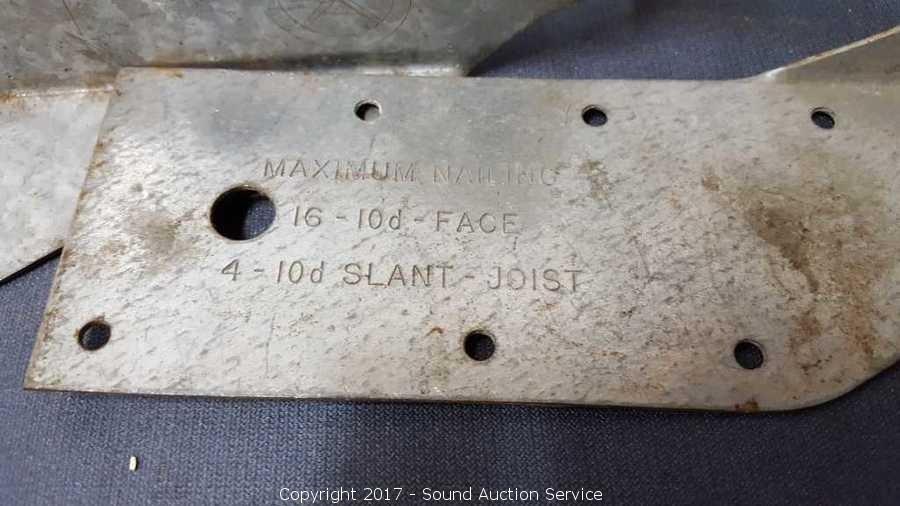 MAXIMUM NAILING
16 - 10d - FACE
4 - 10d SLANT - JOIST
Copyright 2017 - Sound Auction Service